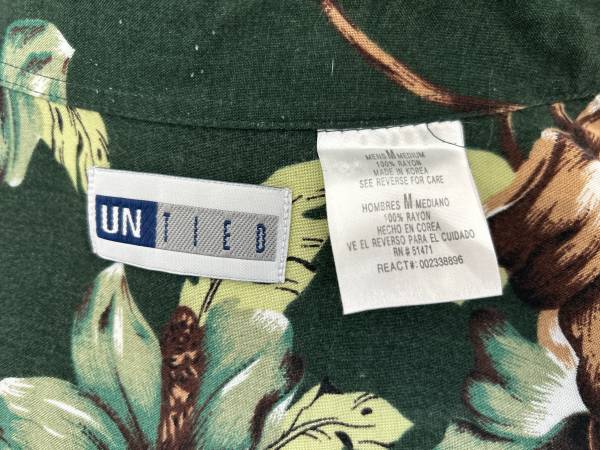 UN TIED
MENS M MEDIUM
100% RAYON
MADE IN KOREA
SEE REVERSE FOR CARE
HOMBRES M MEDIANO
100% RAYON
HECHO EN COREA
VE EL REVERSO PARA EL CUIDADO
RN# 51471
REACT#: 002338896